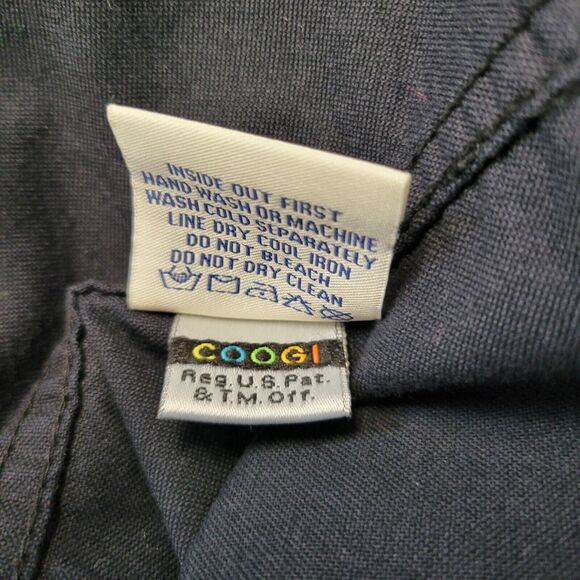 INSIDE OUT FIRST
HAND WASH OR MACHINE
WASH COLD SEPARATELY
LINE DRY COOL IRON
DO NOT BLEACH
DO NOT DRY CLEAN
COOGI
Reg. U.S. Pat.
& T.M. Off.